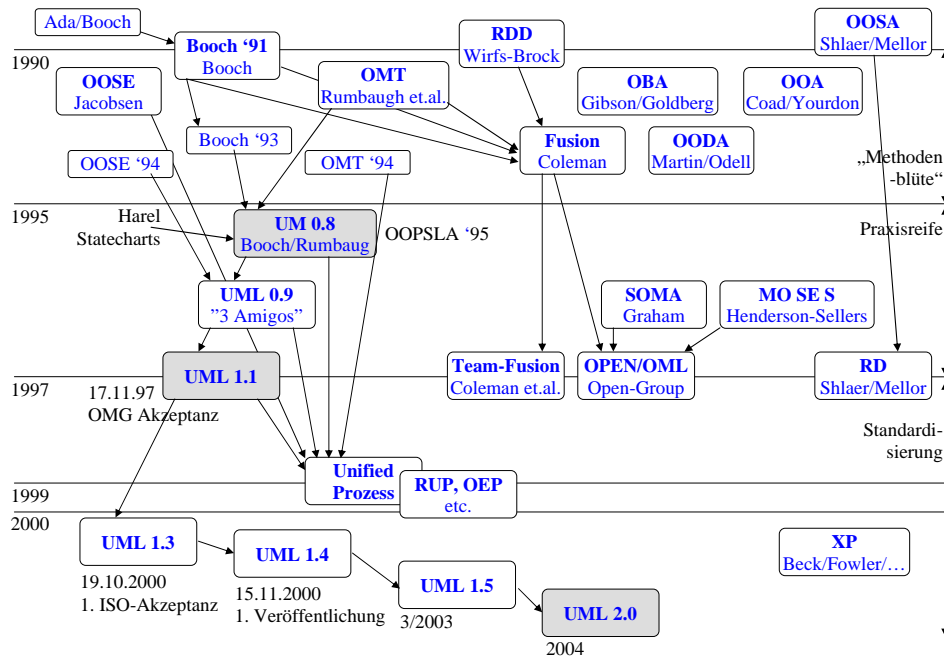 Ada/Booch
1990
Booch ‘91
Booch
RDD
Wirfs-Brock
OOSA
Shlaer/Mellor
OOSE
Jacobsen
OMT
Rumbaugh et.al.
OBA
Gibson/Goldberg
OOA
Coad/Yourdon
Booch ‘93
Fusion
Coleman
OODA
Martin/Odell
OOSE ‘94
OMT ‘94
„Methoden
-blüte“
1995
Harel
Statecharts
UM 0.8
Booch/Rumbaug
OOPSLA ‘95
Praxisreife
UML 0.9
”3 Amigos”
SOMA
Graham
MO SE S
Henderson-Sellers
UML 1.1
Team-Fusion
Coleman et.al.
OPEN/OML
Open-Group
RD
Shlaer/Mellor
1997
17.11.97
OMG Akzeptanz
Standardi-
sierung
Unified
Prozess
RUP, OEP
etc.
1999
2000
UML 1.3
19.10.2000
1. ISO-Akzeptanz
UML 1.4
15.11.2000
1. Veröffentlichung
UML 1.5
3/2003
UML 2.0
2004
XP
Beck/Fowler/…